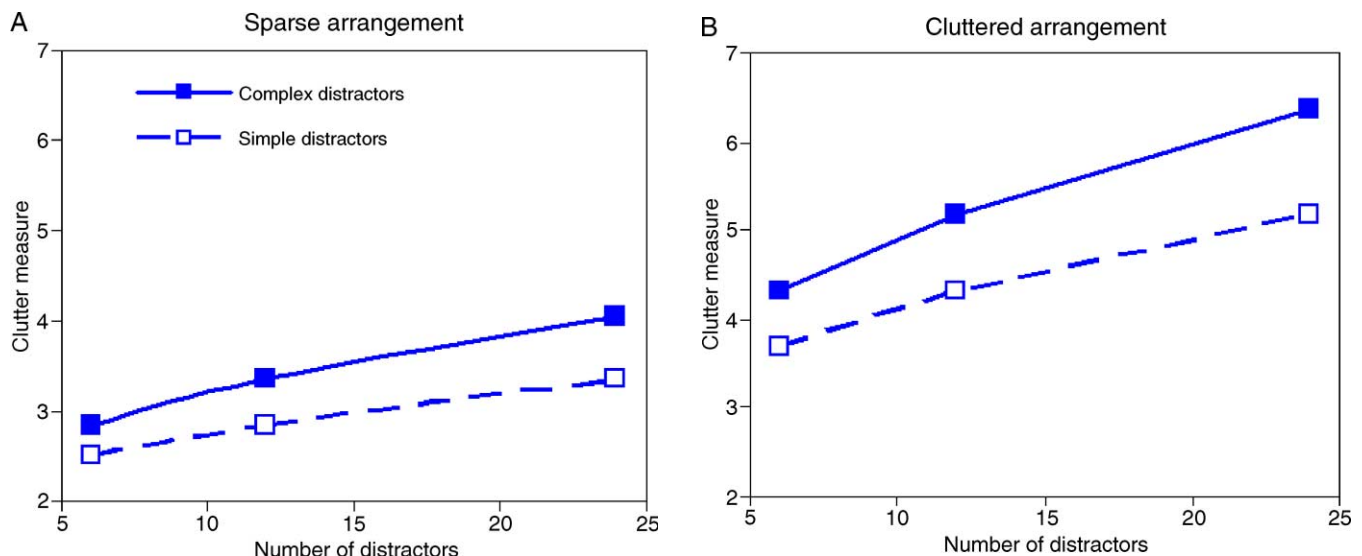 A
Sparse arrangement
7
6
5
4
3
2
Clutter measure
Complex distractors
Simple distractors
5
10
15
20
25
Number of distractors
B
Cluttered arrangement
7
6
5
4
3
2
Clutter measure
5
10
15
20
25
Number of distractors